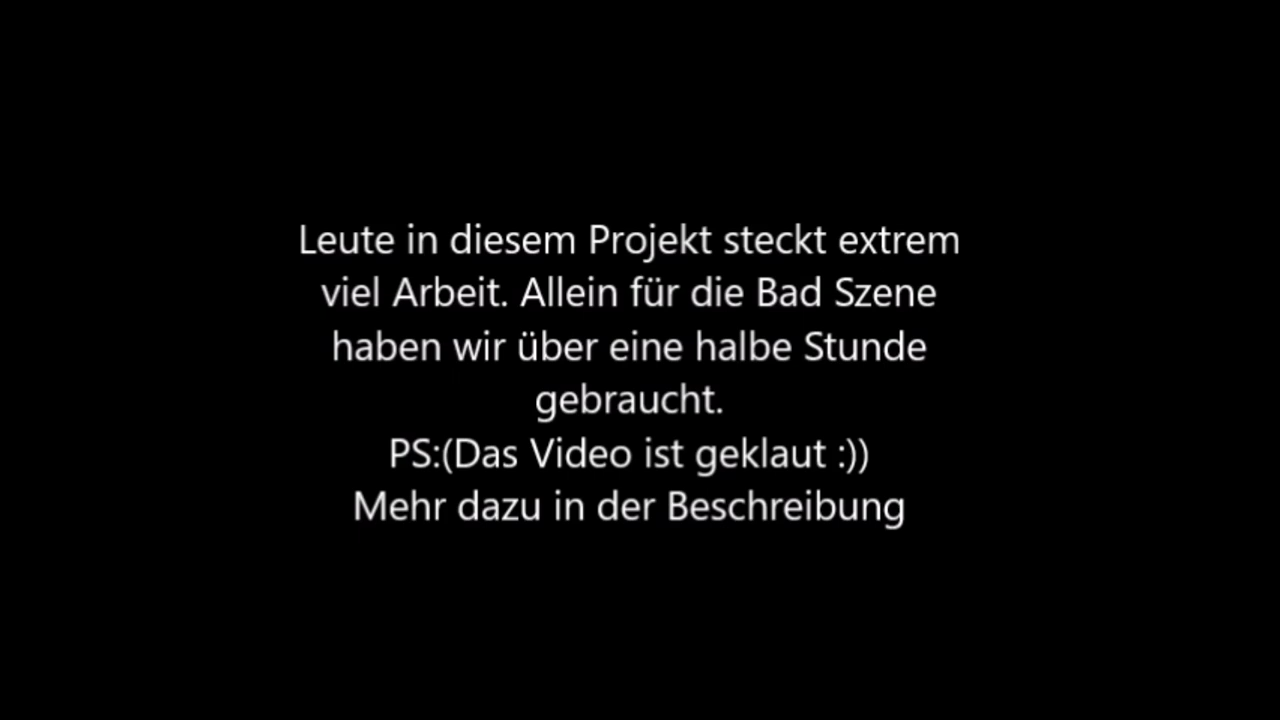 Leute in diesem Projekt steckt extrem
viel Arbeit. Allein für die Bad Szene
haben wir über eine halbe Stunde
gebraucht.
PS:(Das Video ist geklaut :))
Mehr dazu in der Beschreibung